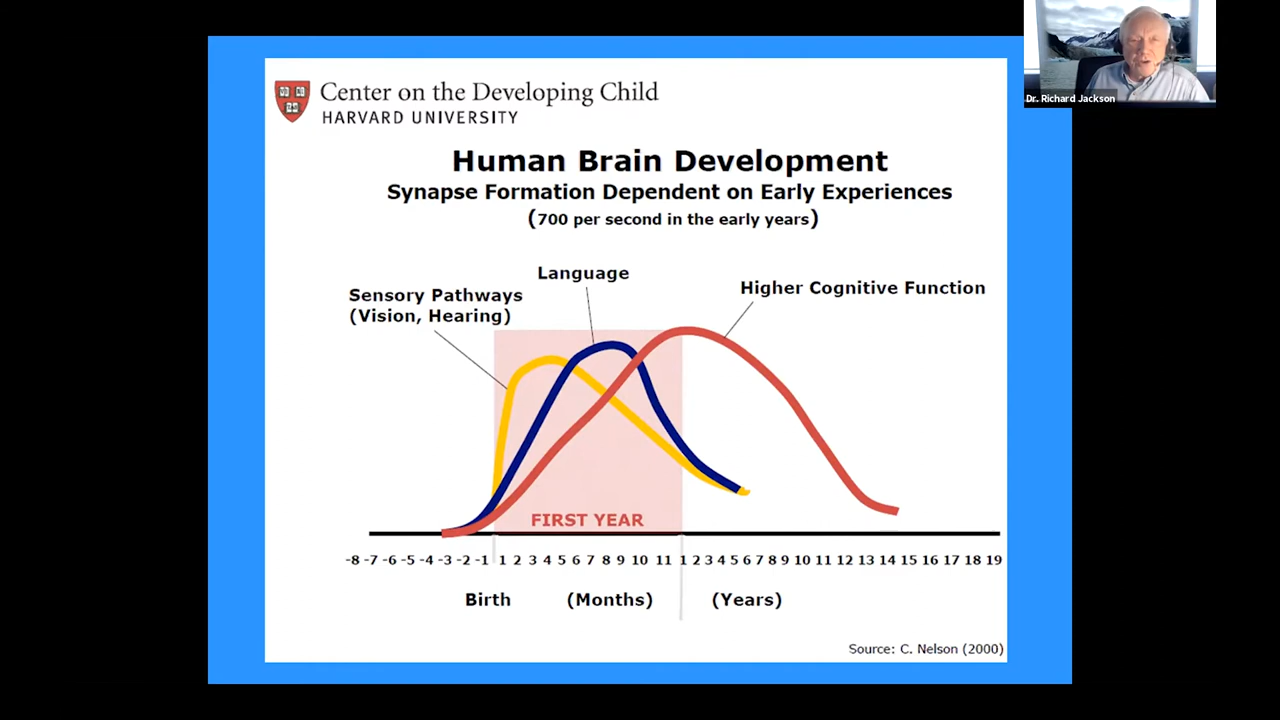 Center on the Developing Child
HARVARD UNIVERSITY
Dr. Richard Jackson
Human Brain Development
Synapse Formation Dependent on Early Experiences
(700 per second in the early years)
Language
Sensory Pathways
(Vision, Hearing)
Higher Cognitive Function
FIRST YEAR
-8 -7 -6 -5 -4 -3 -2 -1 1 2 3 4 5 6 7 8 9 10 11 1 2 3 4 5 6 7 8 9 10 11 12 13 14 15 16 17 18 19
Birth (Months) (Years)
Source: C. Nelson (2000)